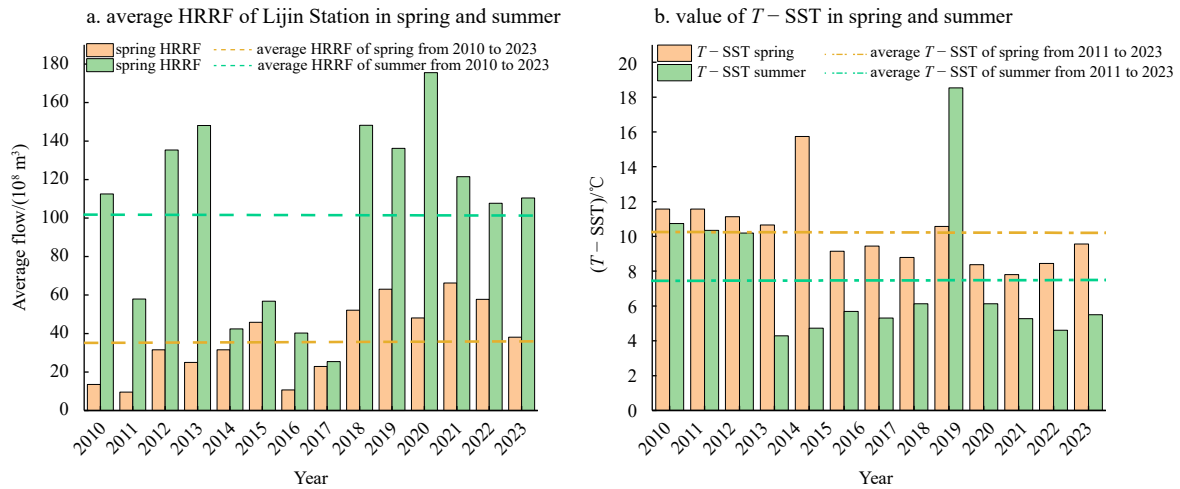 a. average HRRF of Lijin Station in spring and summer
spring HRRF
average HRRF of spring from 2010 to 2023
spring HRRF
average HRRF of summer from 2010 to 2023
180
160
140
120
100
80
60
40
20
0
Average flow/(10⁸ m³)
2010 2011 2012 2013 2014 2015 2016 2017 2018 2019 2020 2021 2022 2023
Year
b. value of T − SST in spring and summer
T − SST spring
average T − SST of spring from 2011 to 2023
T − SST summer
average T − SST of summer from 2011 to 2023
20
18
16
14
12
10
8
6
4
2
0
(T − SST)/℃
2010 2011 2012 2013 2014 2015 2016 2017 2018 2019 2020 2021 2022 2023
Year